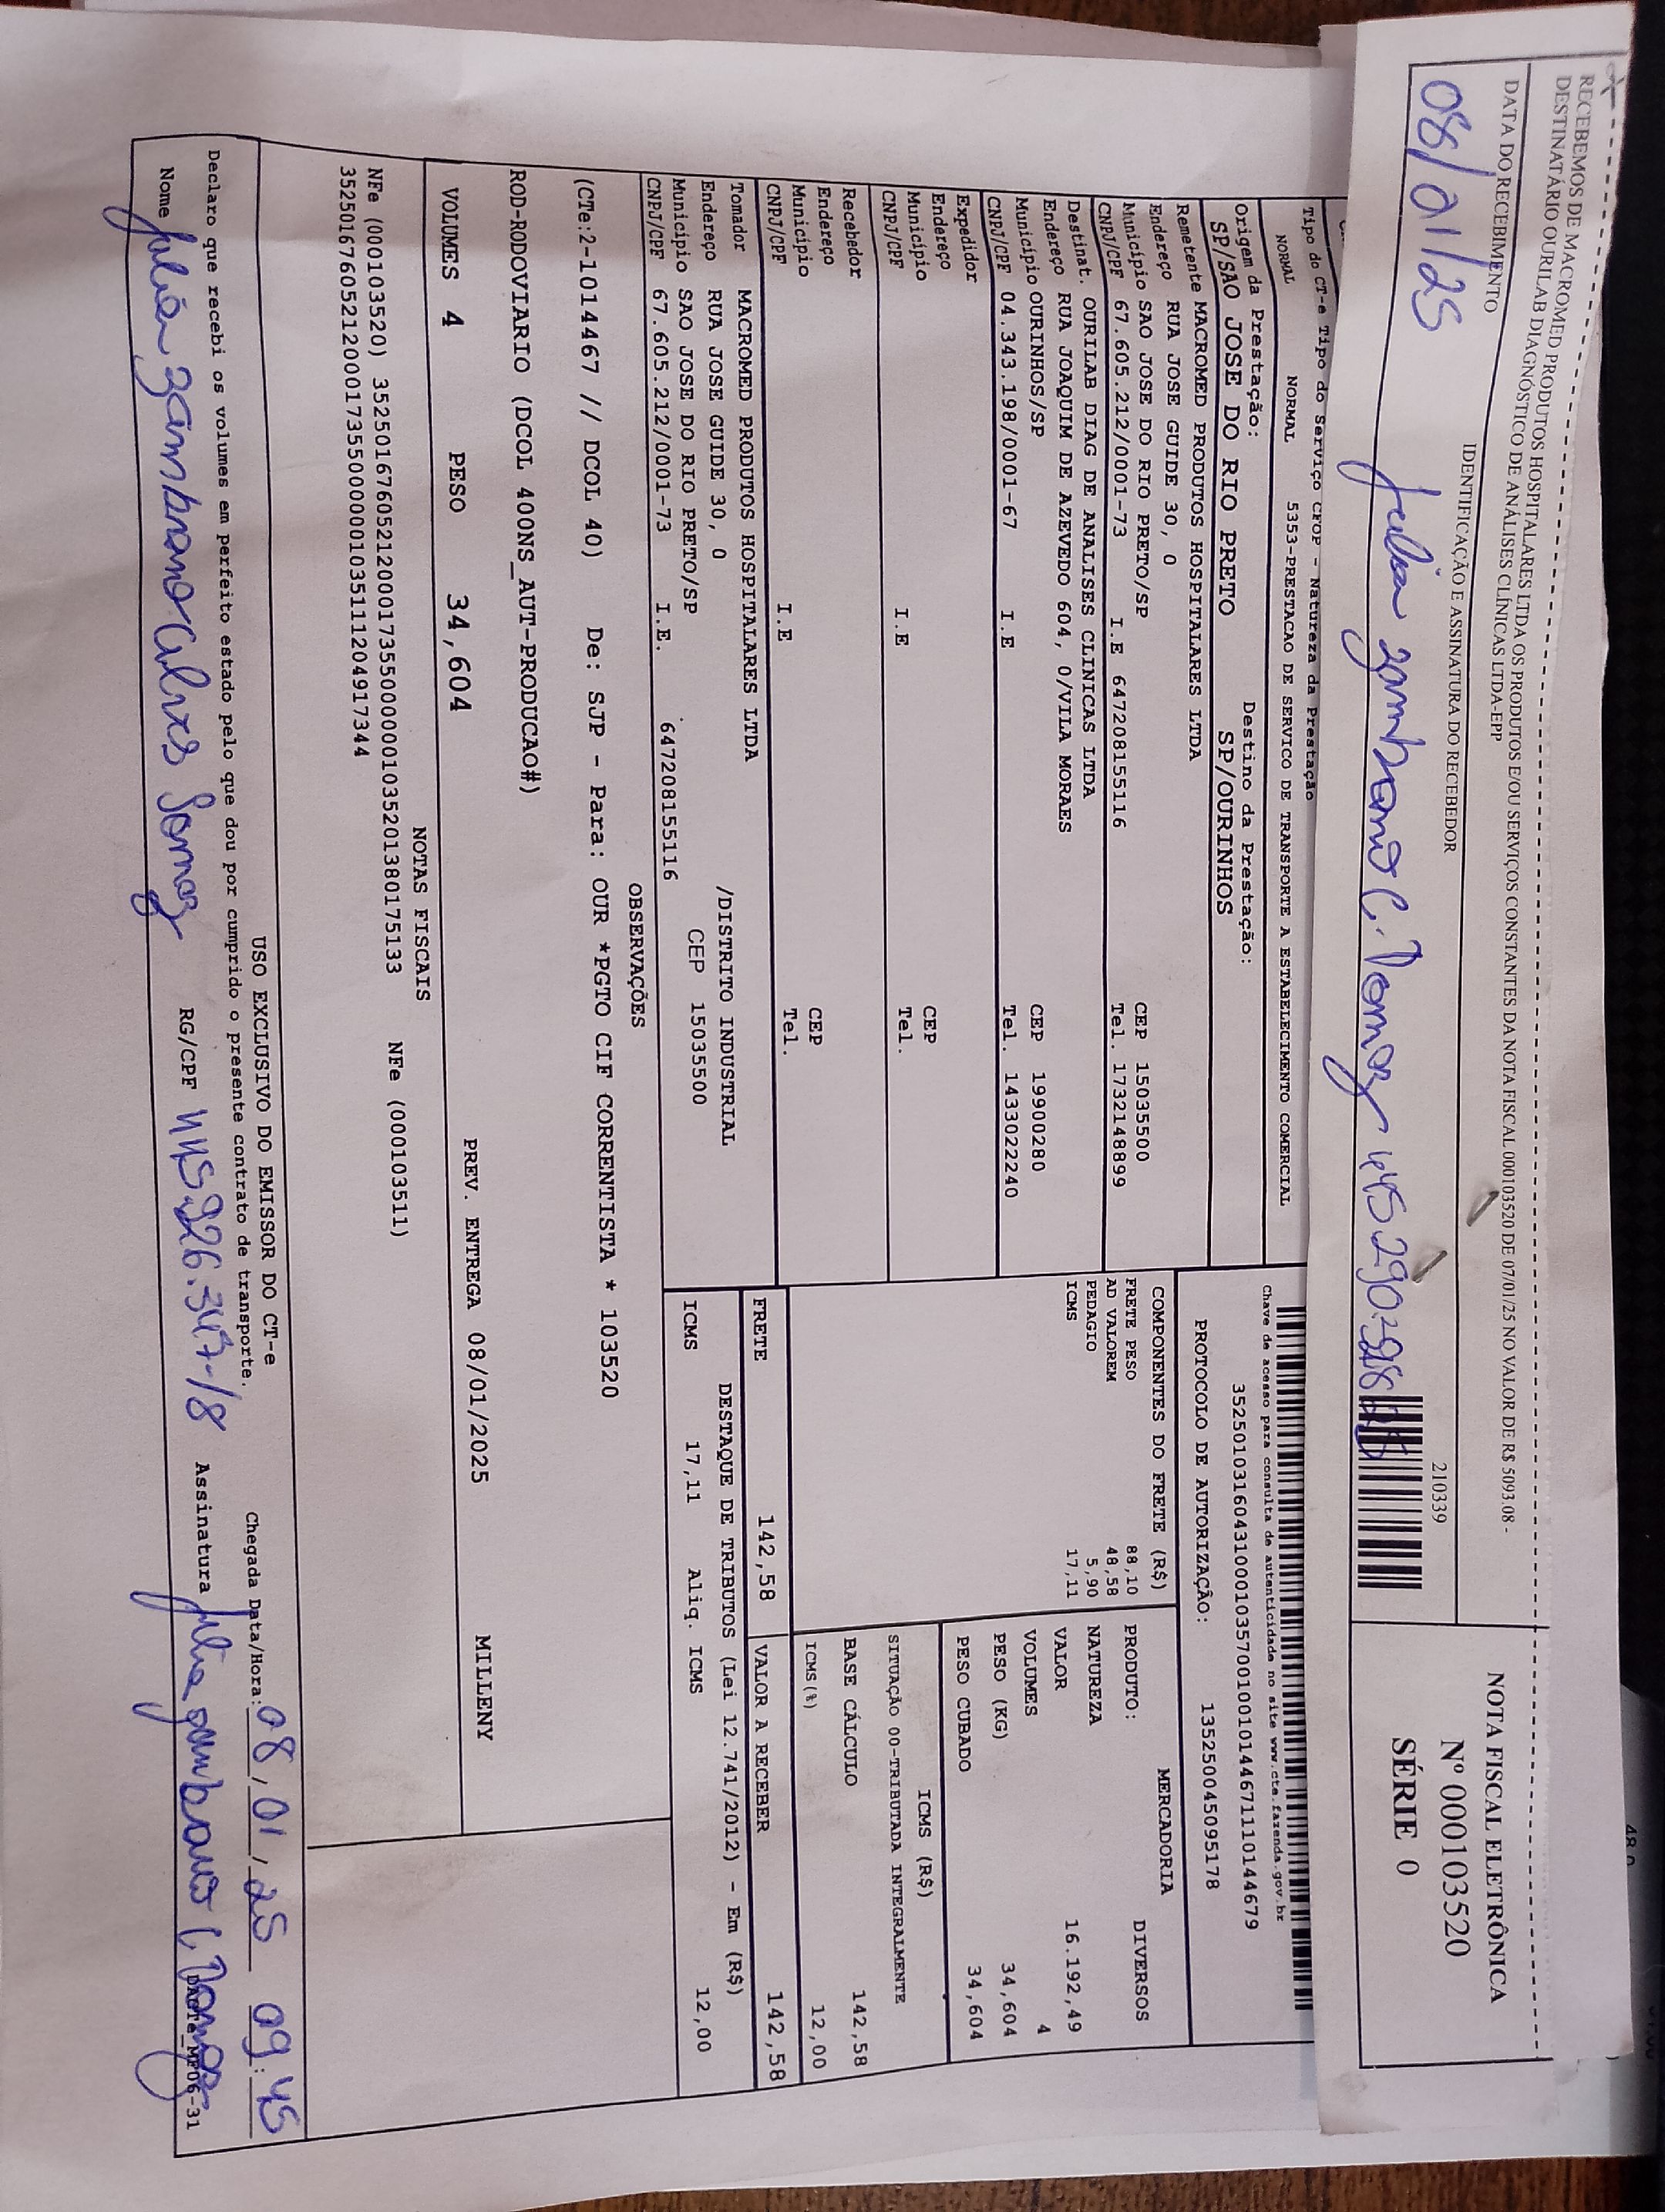 RECEBEMOS DE MACROMED PRODUTOS HOSPITALARES LTDA OS PRODUTOS E/OU SERVIÇOS CONSTANTES DA NOTA FISCAL 000103520 DE 07/01/25 NO VALOR DE R$ 5093.08 -
DESTINATÁRIO OURILAB DIAGNÓSTICO DE ANÁLISES CLÍNICAS LTDA-EPP
DATA DO RECEBIMENTO
08/01/25
IDENTIFICAÇÃO E ASSINATURA DO RECEBEDOR
210339
NOTA FISCAL ELETRÔNICA
Nº 000103520
SÉRIE 0
Tipo do CT-e Tipo do Serviço CFOP - Natureza da Prestação
NORMAL NORMAL 5353-PRESTACAO DE SERVICO DE TRANSPORTE A ESTABELECIMENTO COMERCIAL
Origem da Prestação: Destino da Prestação:
SP/SAO JOSE DO RIO PRETO SP/OURINHOS
Chave de acesso para consulta de autenticidade no site www.cte.fazenda.gov.br
35250103160431000103570010010144671110144679
PROTOCOLO DE AUTORIZAÇÃO: 135250045095178
Remetente MACROMED PRODUTOS HOSPITALARES LTDA
Endereço RUA JOSE GUIDE 30, 0
Município SAO JOSE DO RIO PRETO/SP CEP 15035500
CNPJ/CPF 67.605.212/0001-73 I.E 647208155116 Tel. 1732148899
Destinat. OURILAB DIAG DE ANALISES CLINICAS LTDA
Endereço RUA JOAQUIM DE AZEVEDO 604, 0/VILA MORAES
Município OURINHOS/SP CEP 19900280
CNPJ/CPF 04.343.198/0001-67 I.E Tel. 1433022240
Expedidor
Endereço
Município CEP
CNPJ/CPF I.E Tel.
Recebedor
Endereço
Município CEP
CNPJ/CPF I.E Tel.
COMPONENTES DO FRETE (R$)
FRETE PESO 88,10
AD VALOREM 48,58
PEDAGIO 5,90
ICMS 17,11
MERCADORIA
PRODUTO: DIVERSOS
NATUREZA
VALOR 16.192,49
VOLUMES 4
PESO (KG) 34,604
PESO CUBADO 34,604
ICMS (R$)
SITUAÇÃO 00-TRIBUTADA INTEGRALMENTE
BASE CÁLCULO 142,58
ICMS(%) 12,00
Tomador MACROMED PRODUTOS HOSPITALARES LTDA
Endereço RUA JOSE GUIDE 30, 0 /DISTRITO INDUSTRIAL
Município SAO JOSE DO RIO PRETO/SP CEP 15035500
CNPJ/CPF 67.605.212/0001-73 I.E. 647208155116
FRETE 142,58 VALOR A RECEBER 142,58
DESTAQUE DE TRIBUTOS (Lei 12.741/2012) - Em (R$)
ICMS 17,11 Aliq. ICMS 12,00
OBSERVAÇÕES
(CTe:2-1014467 // DCOL 40) De: SJP - Para: OUR *PGTO CIF CORRENTISTA * 103520
ROD-RODOVIARIO (DCOL 400NS_AUT-PRODUCAO#)
VOLUMES 4 PESO 34,604 PREV. ENTREGA 08/01/2025 MILLENY
NOTAS FISCAIS
NFe (000103520) 35250167605212000173550000001035201380175133 NFe (000103511)
35250167605212000173550000001035111204917344
USO EXCLUSIVO DO EMISSOR DO CT-e
Declaro que recebi os volumes em perfeito estado pelo que dou por cumprido o presente contrato de transporte.
Chegada Data/Hora: 08/01/25 09:45
Nome RG/CPF Assinatura